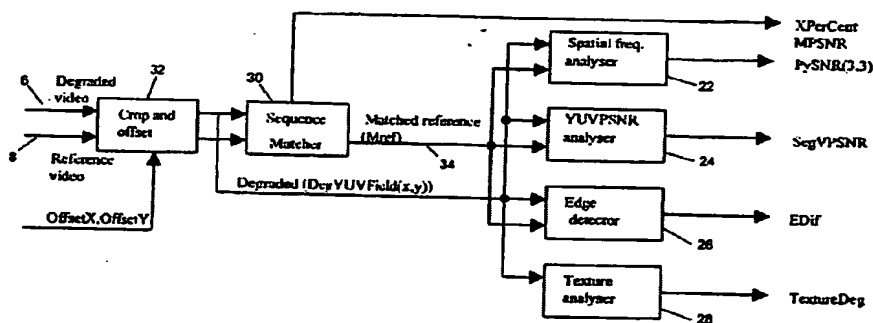 XPerCent
MPSNR
PySNR(3,3)
Spatial freq.
analyser
22
32
30
6
Degraded
video
Crop and
offset
Sequence
Matcher
Matched reference
(Mref)
34
YUVPSNR
analyser
24
SegVPSNR
8
Reference
video
Degraded (DegYUVField(x,y))
OffsetX,OffsetY
Edge
detector
26
EDif
Texture
analyser
28
TextureDeg